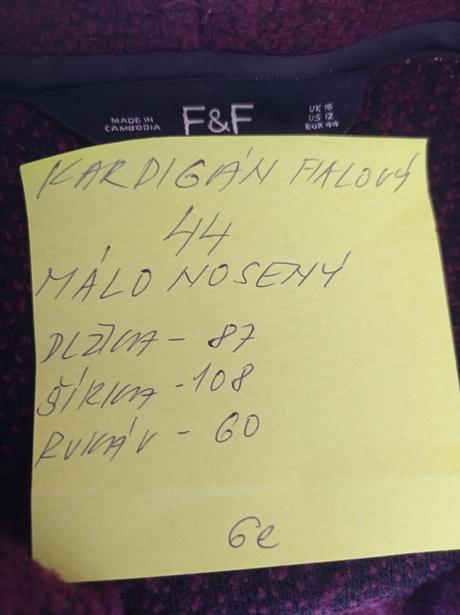 MADE IN
CAMBODIA
F&F
UK 16
US 12
EUR 44
KARDIGÁN FIALOVÝ
44
MÁLO NOSENÝ
DLŽKA - 87
ŠÍRKA - 108
RUKÁV - 60
6e